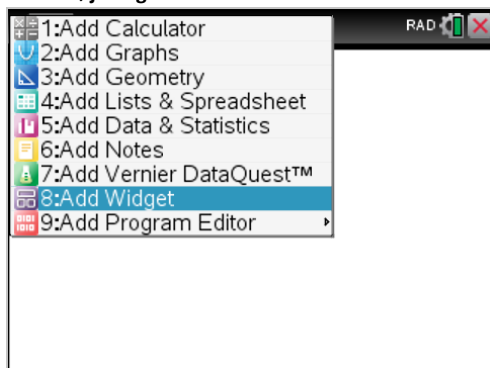 1:Add Calculator
RAD
2:Add Graphs
3:Add Geometry
4:Add Lists & Spreadsheet
5:Add Data & Statistics
6:Add Notes
7:Add Vernier DataQuest™
8:Add Widget
9:Add Program Editor